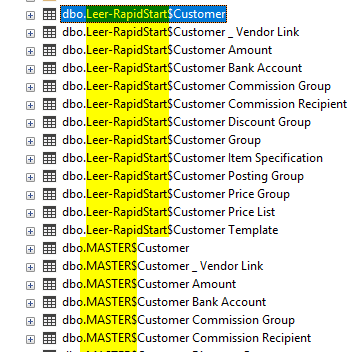 dbo.Leer-RapidStart$Customer
dbo.Leer-RapidStart$Customer _ Vendor Link
dbo.Leer-RapidStart$Customer Amount
dbo.Leer-RapidStart$Customer Bank Account
dbo.Leer-RapidStart$Customer Commission Group
dbo.Leer-RapidStart$Customer Commission Recipient
dbo.Leer-RapidStart$Customer Discount Group
dbo.Leer-RapidStart$Customer Group
dbo.Leer-RapidStart$Customer Item Specification
dbo.Leer-RapidStart$Customer Posting Group
dbo.Leer-RapidStart$Customer Price Group
dbo.Leer-RapidStart$Customer Price List
dbo.Leer-RapidStart$Customer Template
dbo.MASTER$Customer
dbo.MASTER$Customer _ Vendor Link
dbo.MASTER$Customer Amount
dbo.MASTER$Customer Bank Account
dbo.MASTER$Customer Commission Group
dbo.MASTER$Customer Commission Recipient